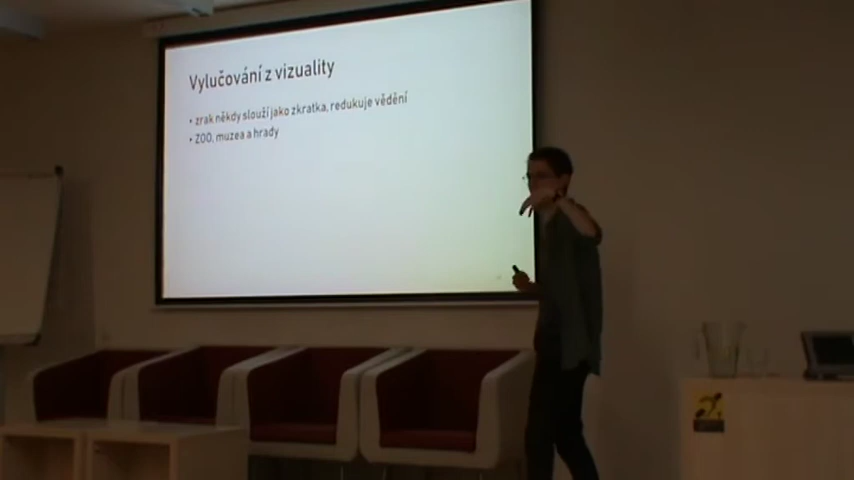 Vylučování z vizuality
• zrak někdy slouží jako zkratka, redukuje vědění
• ZOO, muzea a hrady